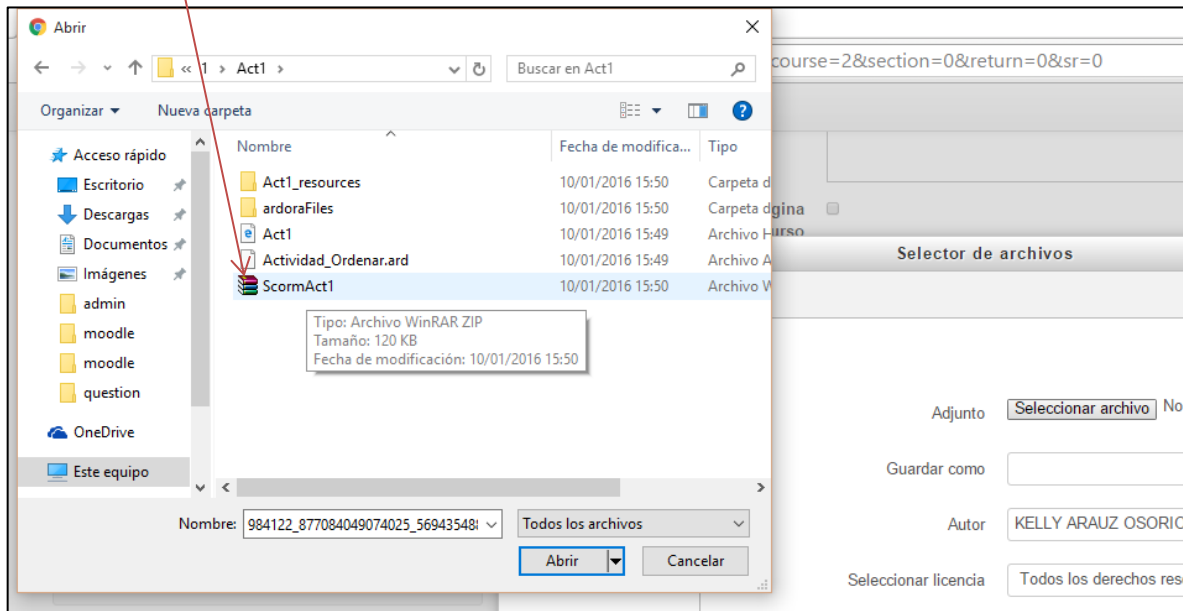 Abrir
« 1 › Act1 ›
Buscar en Act1
Organizar
Nueva carpeta
Acceso rápido
Escritorio
Descargas
Documentos
Imágenes
admin
moodle
moodle
question
OneDrive
Este equipo
Nombre Fecha de modifica... Tipo
Act1_resources 10/01/2016 15:50 Carpeta d
ardoraFiles 10/01/2016 15:50 Carpeta d
Act1 10/01/2016 15:49 Archivo H
Actividad_Ordenar.ard 10/01/2016 15:49 Archivo A
ScormAct1 10/01/2016 15:50 Archivo W
Tipo: Archivo WinRAR ZIP
Tamaño: 120 KB
Fecha de modificación: 10/01/2016 15:50
Nombre: 984122_877084049074025_56943548 Todos los archivos
Abrir Cancelar
course=2&section=0&return=0&sr=0
gina
urso
Selector de archivos
Adjunto Seleccionar archivo No
Guardar como
Autor KELLY ARAUZ OSORIO
Seleccionar licencia Todos los derechos res